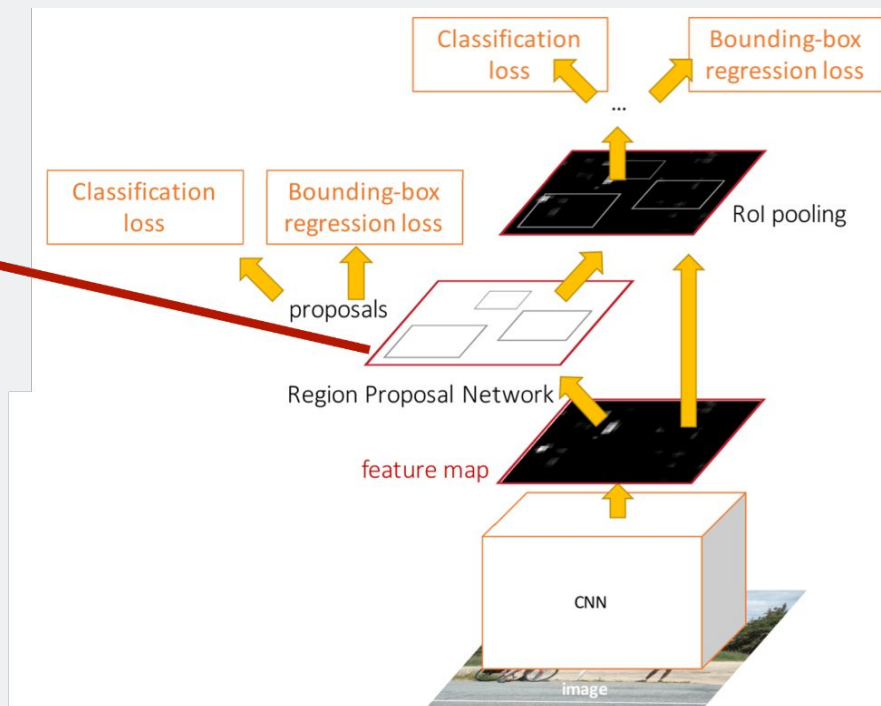 Classification
loss
Bounding-box
regression loss
...
Classification
loss
Bounding-box
regression loss
RoI pooling
proposals
Region Proposal Network
feature map
CNN
image